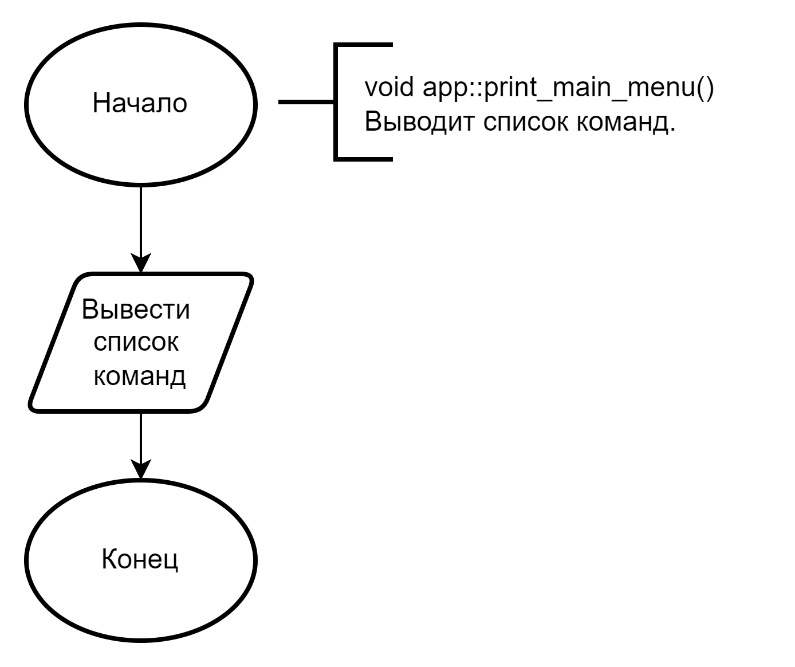 Начало
void app::print_main_menu()
Выводит список команд.
Вывести
список
команд
Конец